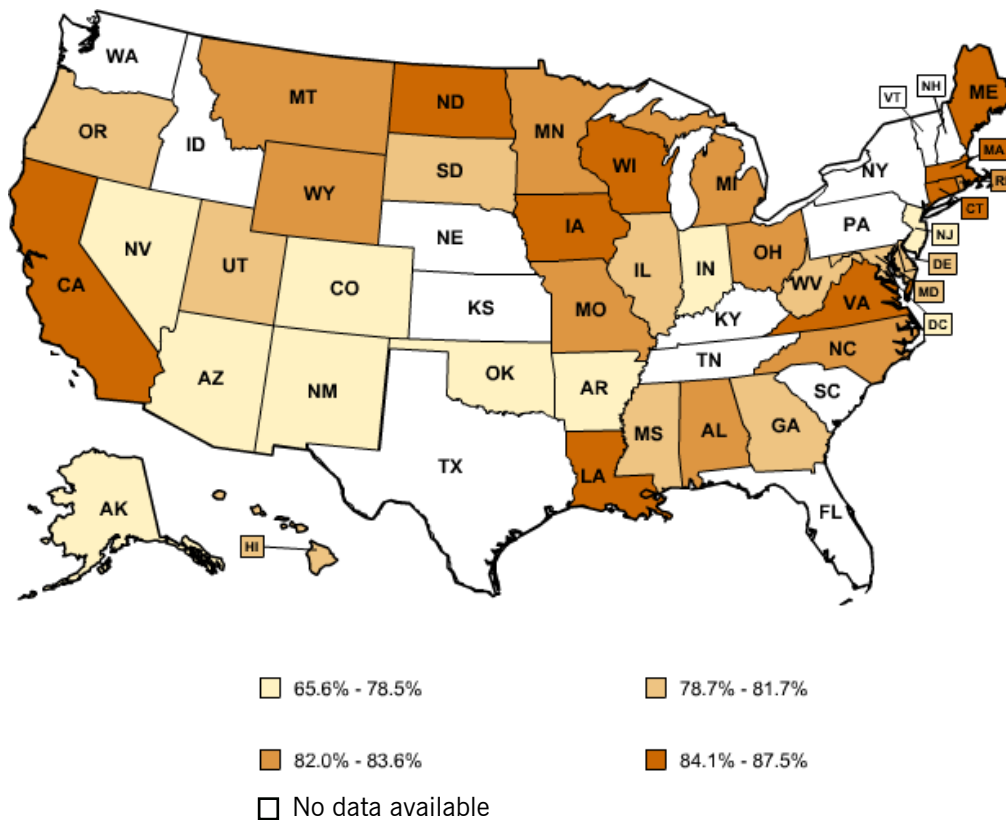 WA
MT
ND
MN
VT
NH
ME
OR
ID
WY
SD
WI
MI
NY
MA
CT
NV
UT
CO
NE
IA
IL
IN
OH
PA
NJ
DE
MD
DC
CA
KS
MO
KY
WV
VA
AZ
NM
OK
AR
TN
NC
SC
TX
LA
MS
AL
GA
FL
AK
HI
65.6% - 78.5%
78.7% - 81.7%
82.0% - 83.6%
84.1% - 87.5%
No data available